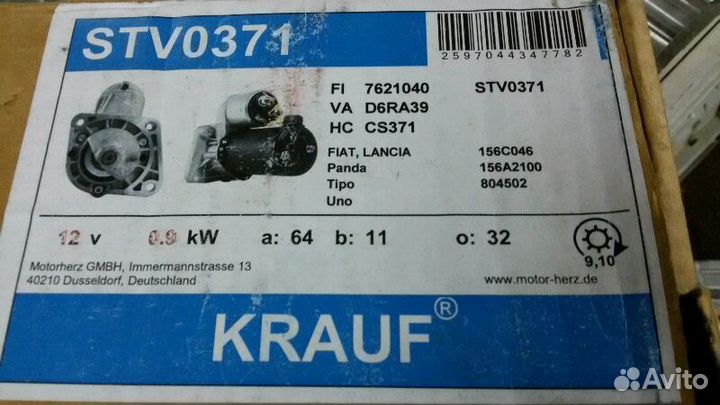 STV0371
2597044347782
FI 7621040 STV0371
VA D6RA39
HC CS371
FIAT, LANCIA 156C046
Panda 156A2100
Tipo 804502
Uno
12 v 0.9 kW a: 64 b: 11 o: 32
9,10
Motorherz GMBH, Immermannstrasse 13
40210 Dusseldorf, Deutschland
www.motor-herz.de
KRAUF®
Avito